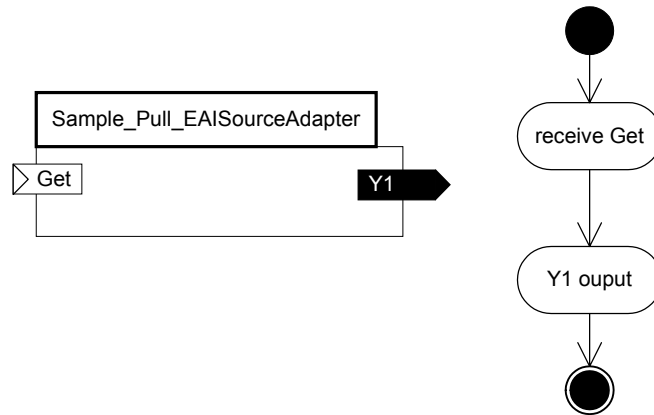 Sample_Pull_EAISourceAdapter
Get
Y1
receive Get
Y1 ouput